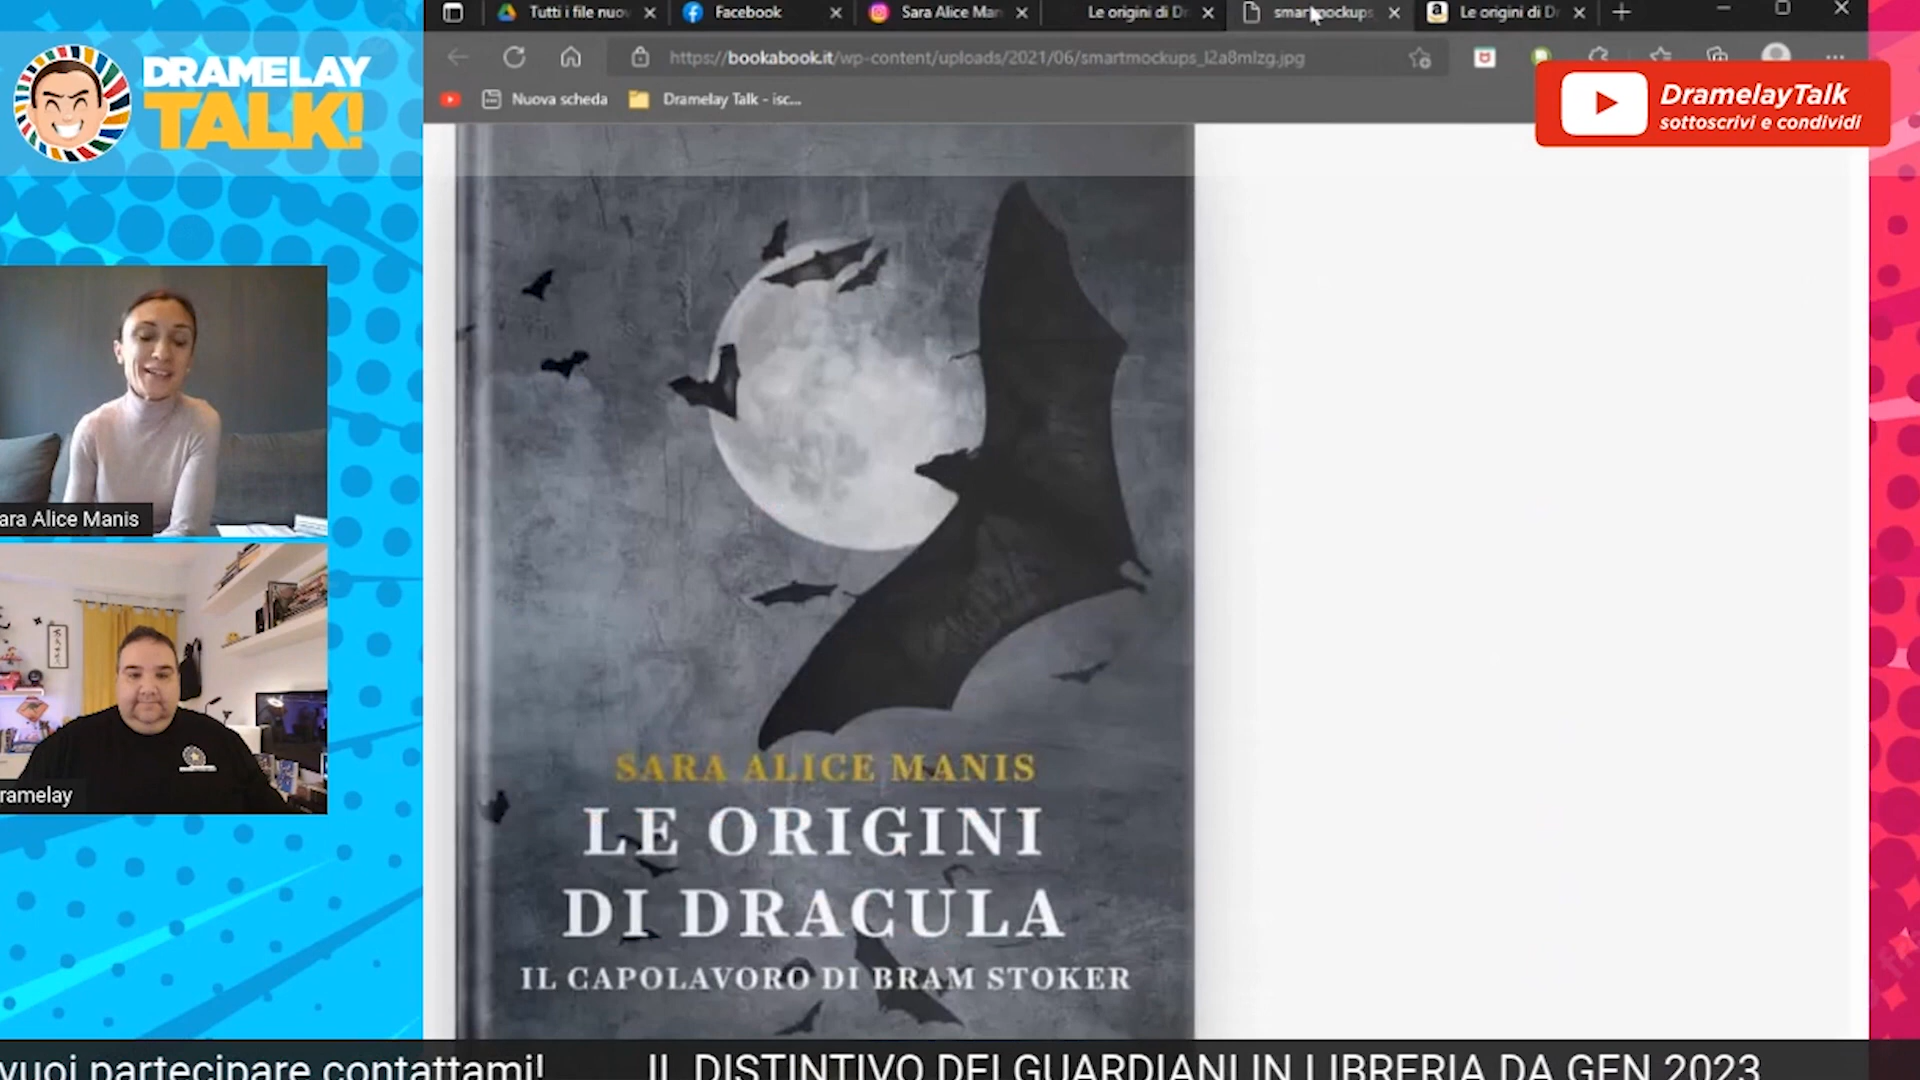 Tutti i file nuo
Facebook
Sara Alice Man
Le origini di Dr
smartmockups
Le origini di Dr
https://bookabook.it/wp-content/uploads/2021/06/smartmockups_l2a8mlzg.jpg
Nuova scheda
Dramelay Talk - isc...
DRAMELAY
TALK!
DramelayTalk
sottoscrivi e condividi
ara Alice Manis
ramelay
SARA ALICE MANIS
LE ORIGINI
DI DRACULA
IL CAPOLAVORO DI BRAM STOKER
vuoi partecipare contattami!
IL DISTINTIVO DEI GUARDIANI IN LIBRERIA DA GEN 2023